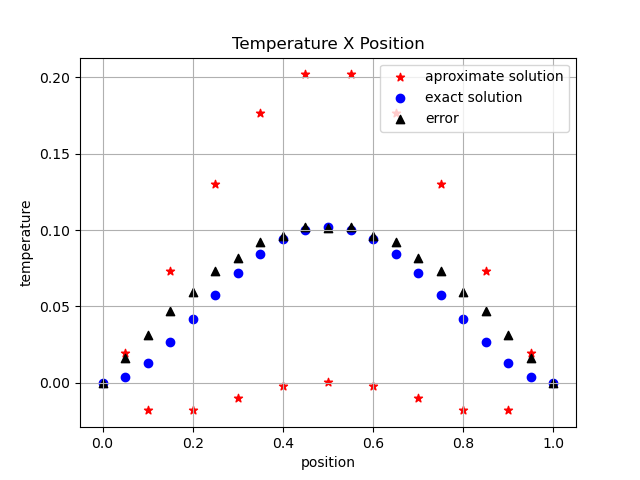 Temperature X Position
aproximate solution
exact solution
error
temperature
0.20
0.15
0.10
0.05
0.00
0.0 0.2 0.4 0.6 0.8 1.0
position